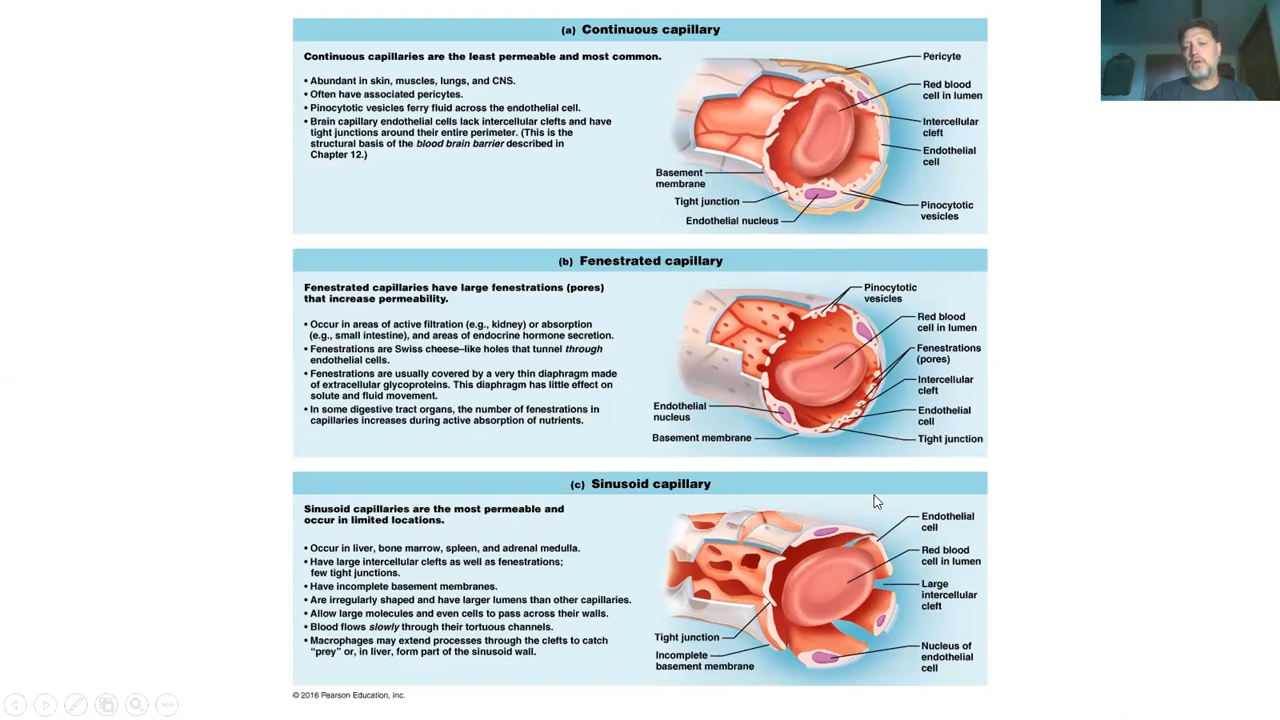 (a) Continuous capillary
Continuous capillaries are the least permeable and most common.
• Abundant in skin, muscles, lungs, and CNS.
• Often have associated pericytes.
• Pinocytotic vesicles ferry fluid across the endothelial cell.
• Brain capillary endothelial cells lack intercellular clefts and have
tight junctions around their entire perimeter. (This is the
structural basis of the blood brain barrier described in
Chapter 12.)
Pericyte
Red blood
cell in lumen
Intercellular
cleft
Endothelial
cell
Pinocytotic
vesicles
Basement
membrane
Tight junction
Endothelial nucleus
(b) Fenestrated capillary
Fenestrated capillaries have large fenestrations (pores)
that increase permeability.
• Occur in areas of active filtration (e.g., kidney) or absorption
(e.g., small intestine), and areas of endocrine hormone secretion.
• Fenestrations are Swiss cheese–like holes that tunnel through
endothelial cells.
• Fenestrations are usually covered by a very thin diaphragm made
of extracellular glycoproteins. This diaphragm has little effect on
solute and fluid movement.
• In some digestive tract organs, the number of fenestrations in
capillaries increases during active absorption of nutrients.
Pinocytotic
vesicles
Red blood
cell in lumen
Fenestrations
(pores)
Intercellular
cleft
Endothelial
cell
Tight junction
Endothelial
nucleus
Basement membrane
(c) Sinusoid capillary
Sinusoid capillaries are the most permeable and
occur in limited locations.
• Occur in liver, bone marrow, spleen, and adrenal medulla.
• Have large intercellular clefts as well as fenestrations;
few tight junctions.
• Have incomplete basement membranes.
• Are irregularly shaped and have larger lumens than other capillaries.
• Allow large molecules and even cells to pass across their walls.
• Blood flows slowly through their tortuous channels.
• Macrophages may extend processes through the clefts to catch
“prey” or, in liver, form part of the sinusoid wall.
Endothelial
cell
Red blood
cell in lumen
Large
intercellular
cleft
Nucleus of
endothelial
cell
Tight junction
Incomplete
basement membrane
© 2016 Pearson Education, Inc.